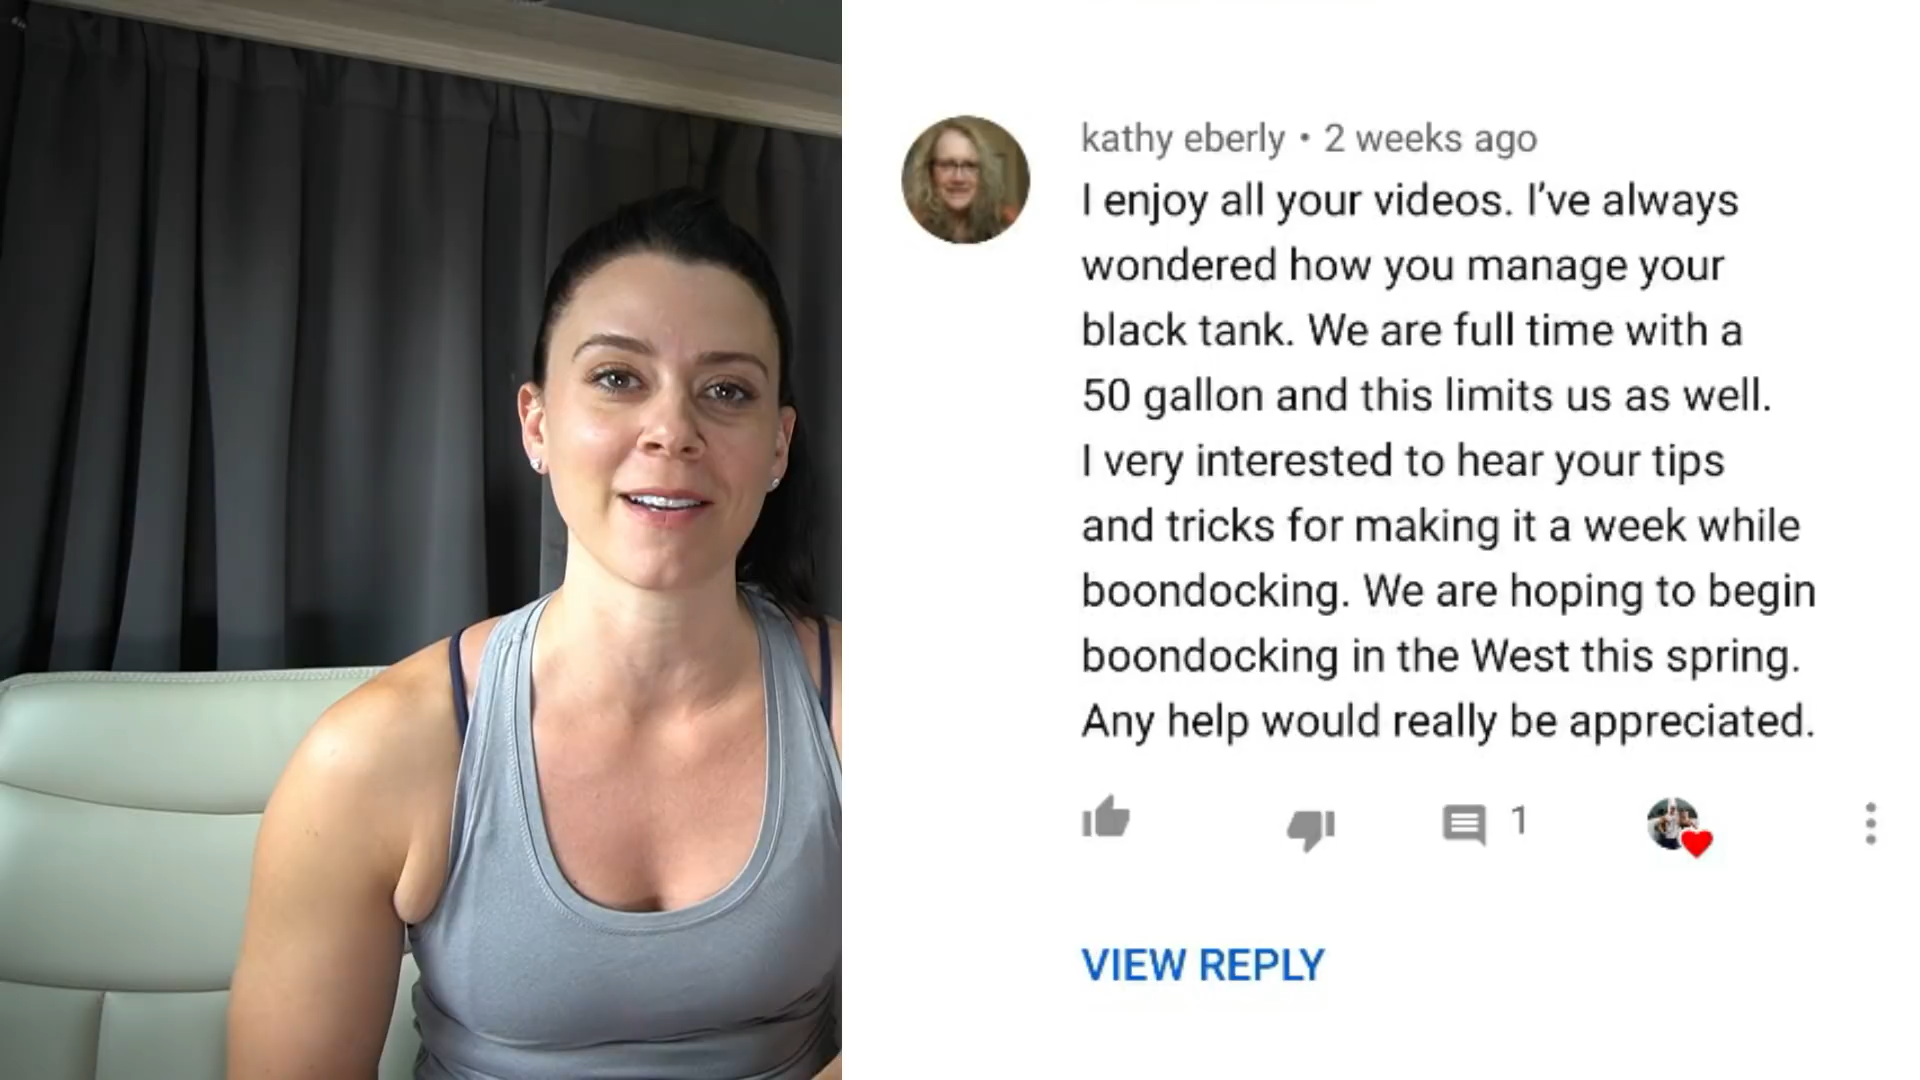 kathy eberly • 2 weeks ago
I enjoy all your videos. I’ve always
wondered how you manage your
black tank. We are full time with a
50 gallon and this limits us as well.
I very interested to hear your tips
and tricks for making it a week while
boondocking. We are hoping to begin
boondocking in the West this spring.
Any help would really be appreciated.
1
VIEW REPLY